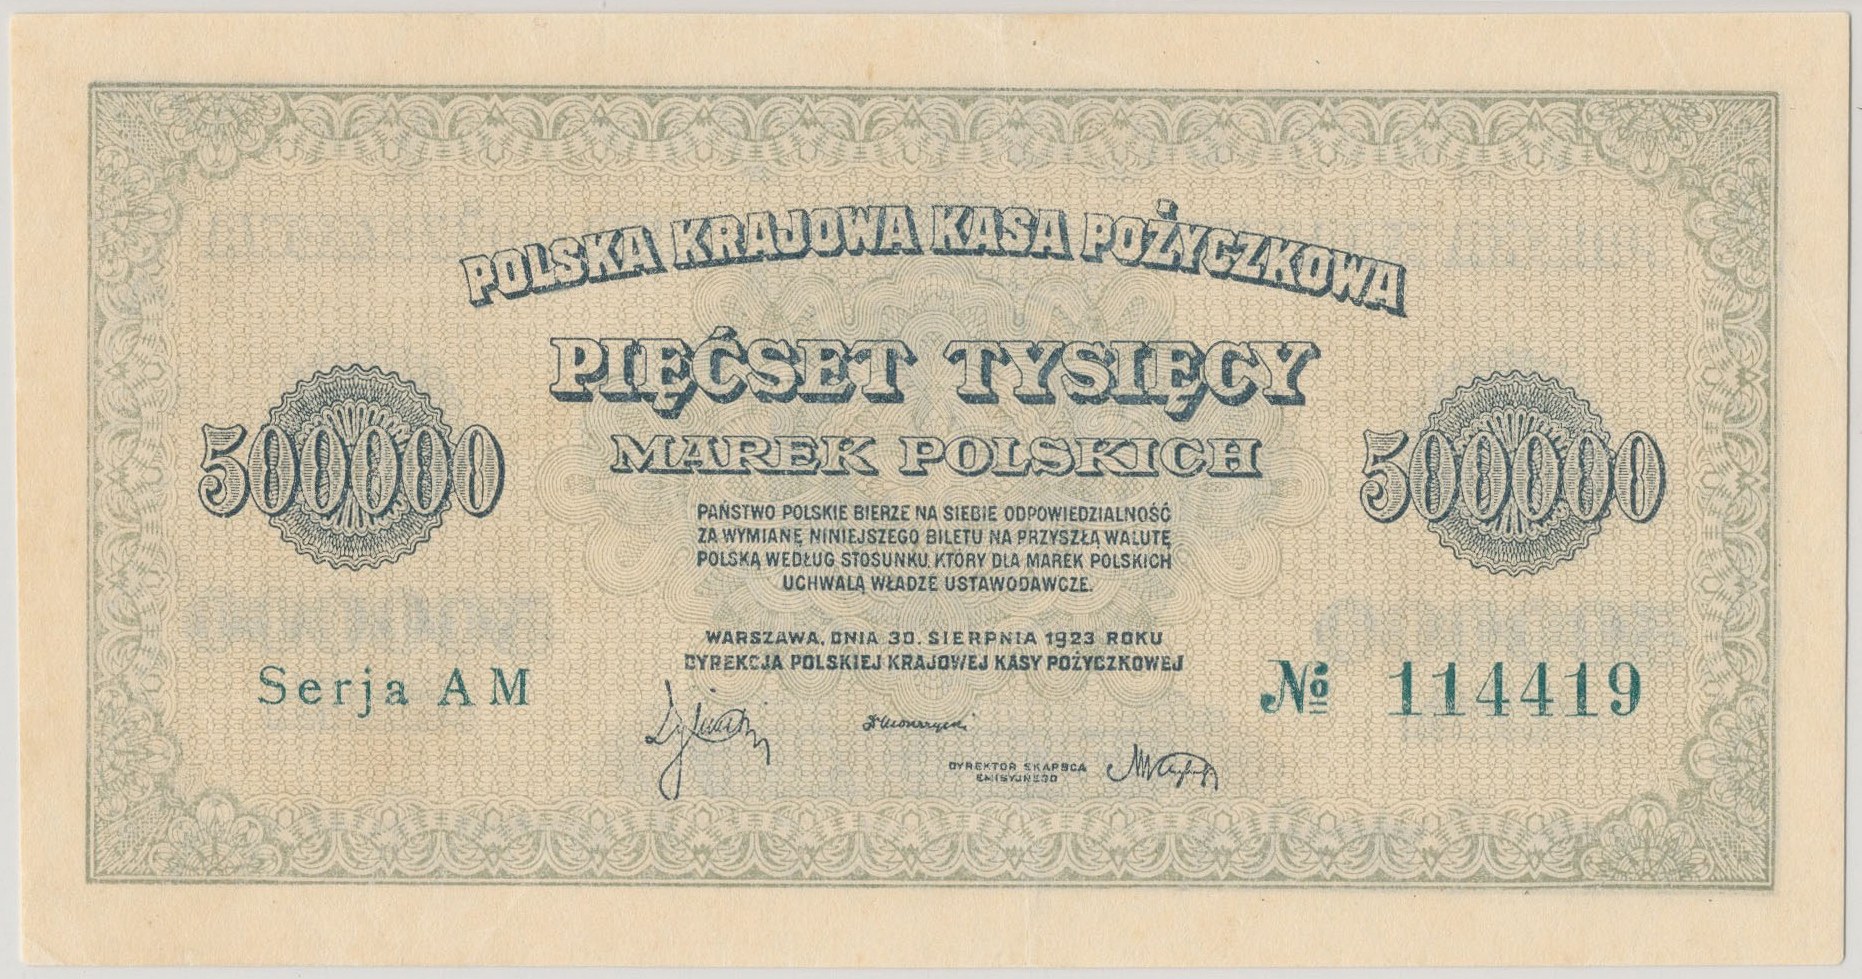 POLSKA KRAJOWA KASA POŻYCZKOWA
PIĘĆSET TYSIĘCY
MAREK POLSKICH
500000
500000
PAŃSTWO POLSKIE BIERZE NA SIEBIE ODPOWIEDZIALNOŚĆ
ZA WYMIANĘ NINIEJSZEGO BILETU NA PRZYSZŁĄ WALUTĘ
POLSKĄ WEDŁUG STOSUNKU, KTÓRY DLA MAREK POLSKICH
UCHWALĄ WŁADZE USTAWODAWCZE.
WARSZAWA, DNIA 30. SIERPNIA 1923 ROKU
DYREKCJA POLSKIEJ KRAJOWEJ KASY POŻYCZKOWEJ
Serja AM
№ 114419
DYREKTOR SKARBCA
EMISYJNEGO